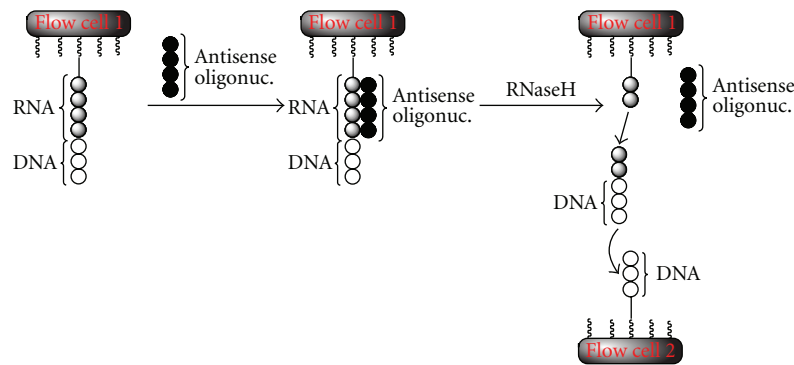 Flow cell 1
RNA
DNA
Antisense
oligonuc.
Flow cell 1
RNA
DNA
Antisense
oligonuc.
RNaseH
Flow cell 1
Antisense
oligonuc.
DNA
DNA
Flow cell 2